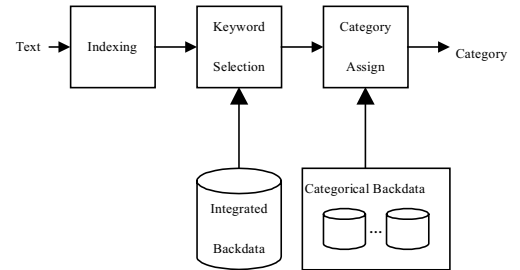 Text
Indexing
Keyword
Selection
Category
Assign
Category
Integrated
Backdata
Categorical Backdata
...